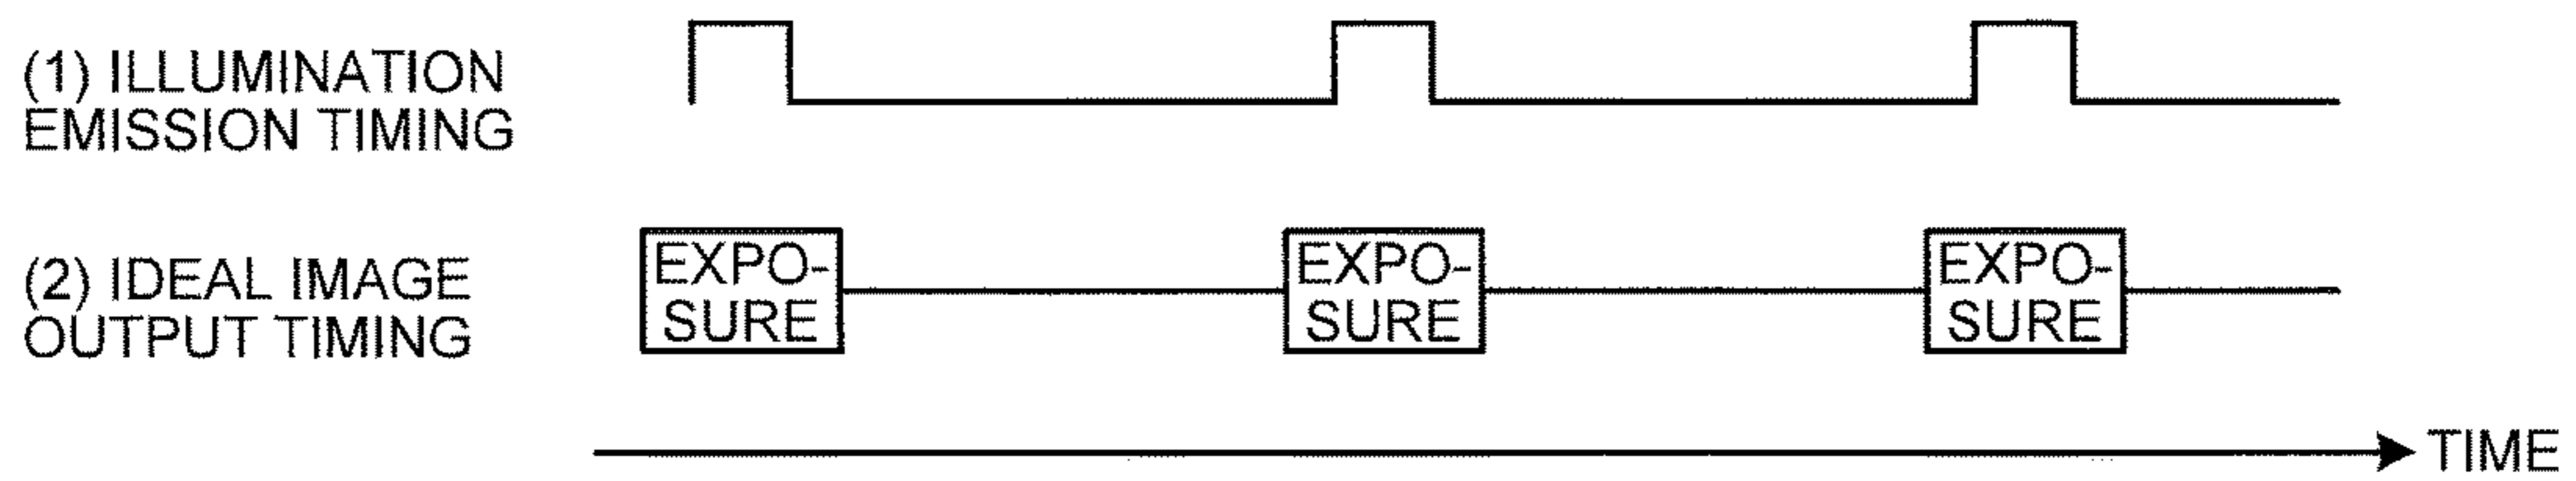 (1) ILLUMINATION
EMISSION TIMING
(2) IDEAL IMAGE
OUTPUT TIMING
EXPO-
SURE
EXPO-
SURE
EXPO-
SURE
TIME